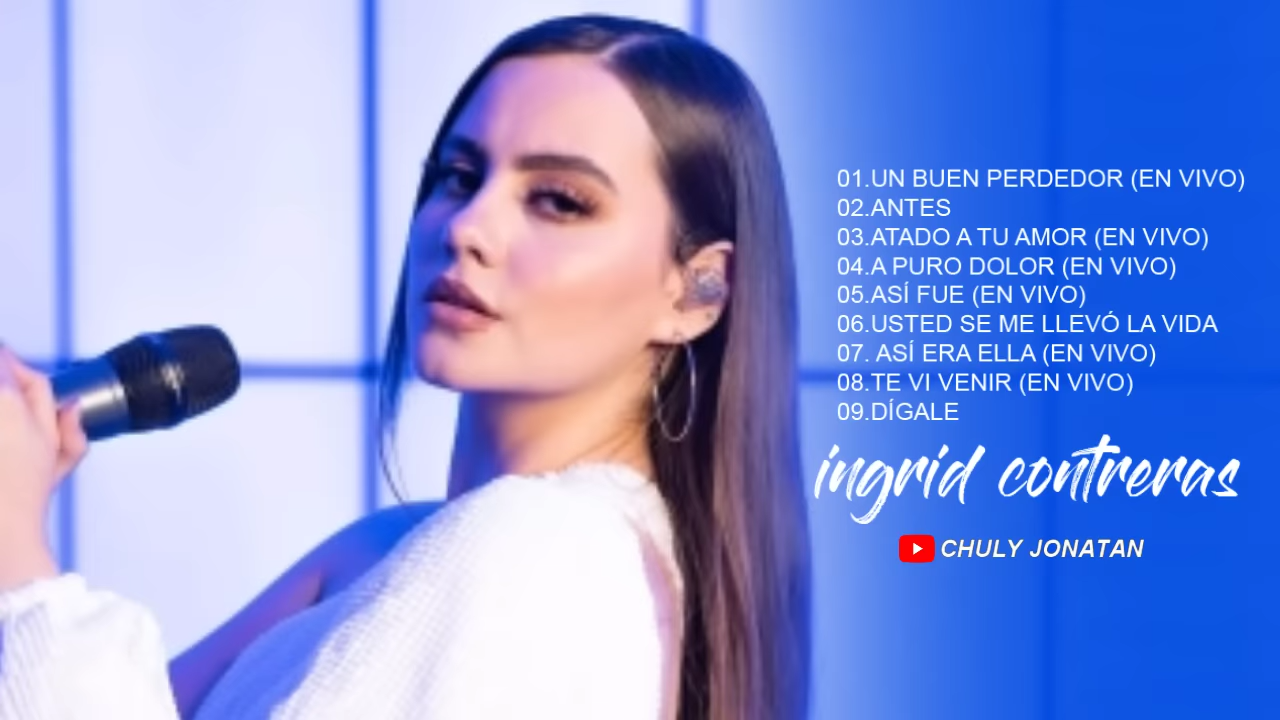 01.UN BUEN PERDEDOR (EN VIVO)
02.ANTES
03.ATADO A TU AMOR (EN VIVO)
04.A PURO DOLOR (EN VIVO)
05.ASÍ FUE (EN VIVO)
06.USTED SE ME LLEVÓ LA VIDA
07. ASÍ ERA ELLA (EN VIVO)
08.TE VI VENIR (EN VIVO)
09.DÍGALE
ingrid contreras
CHULY JONATAN